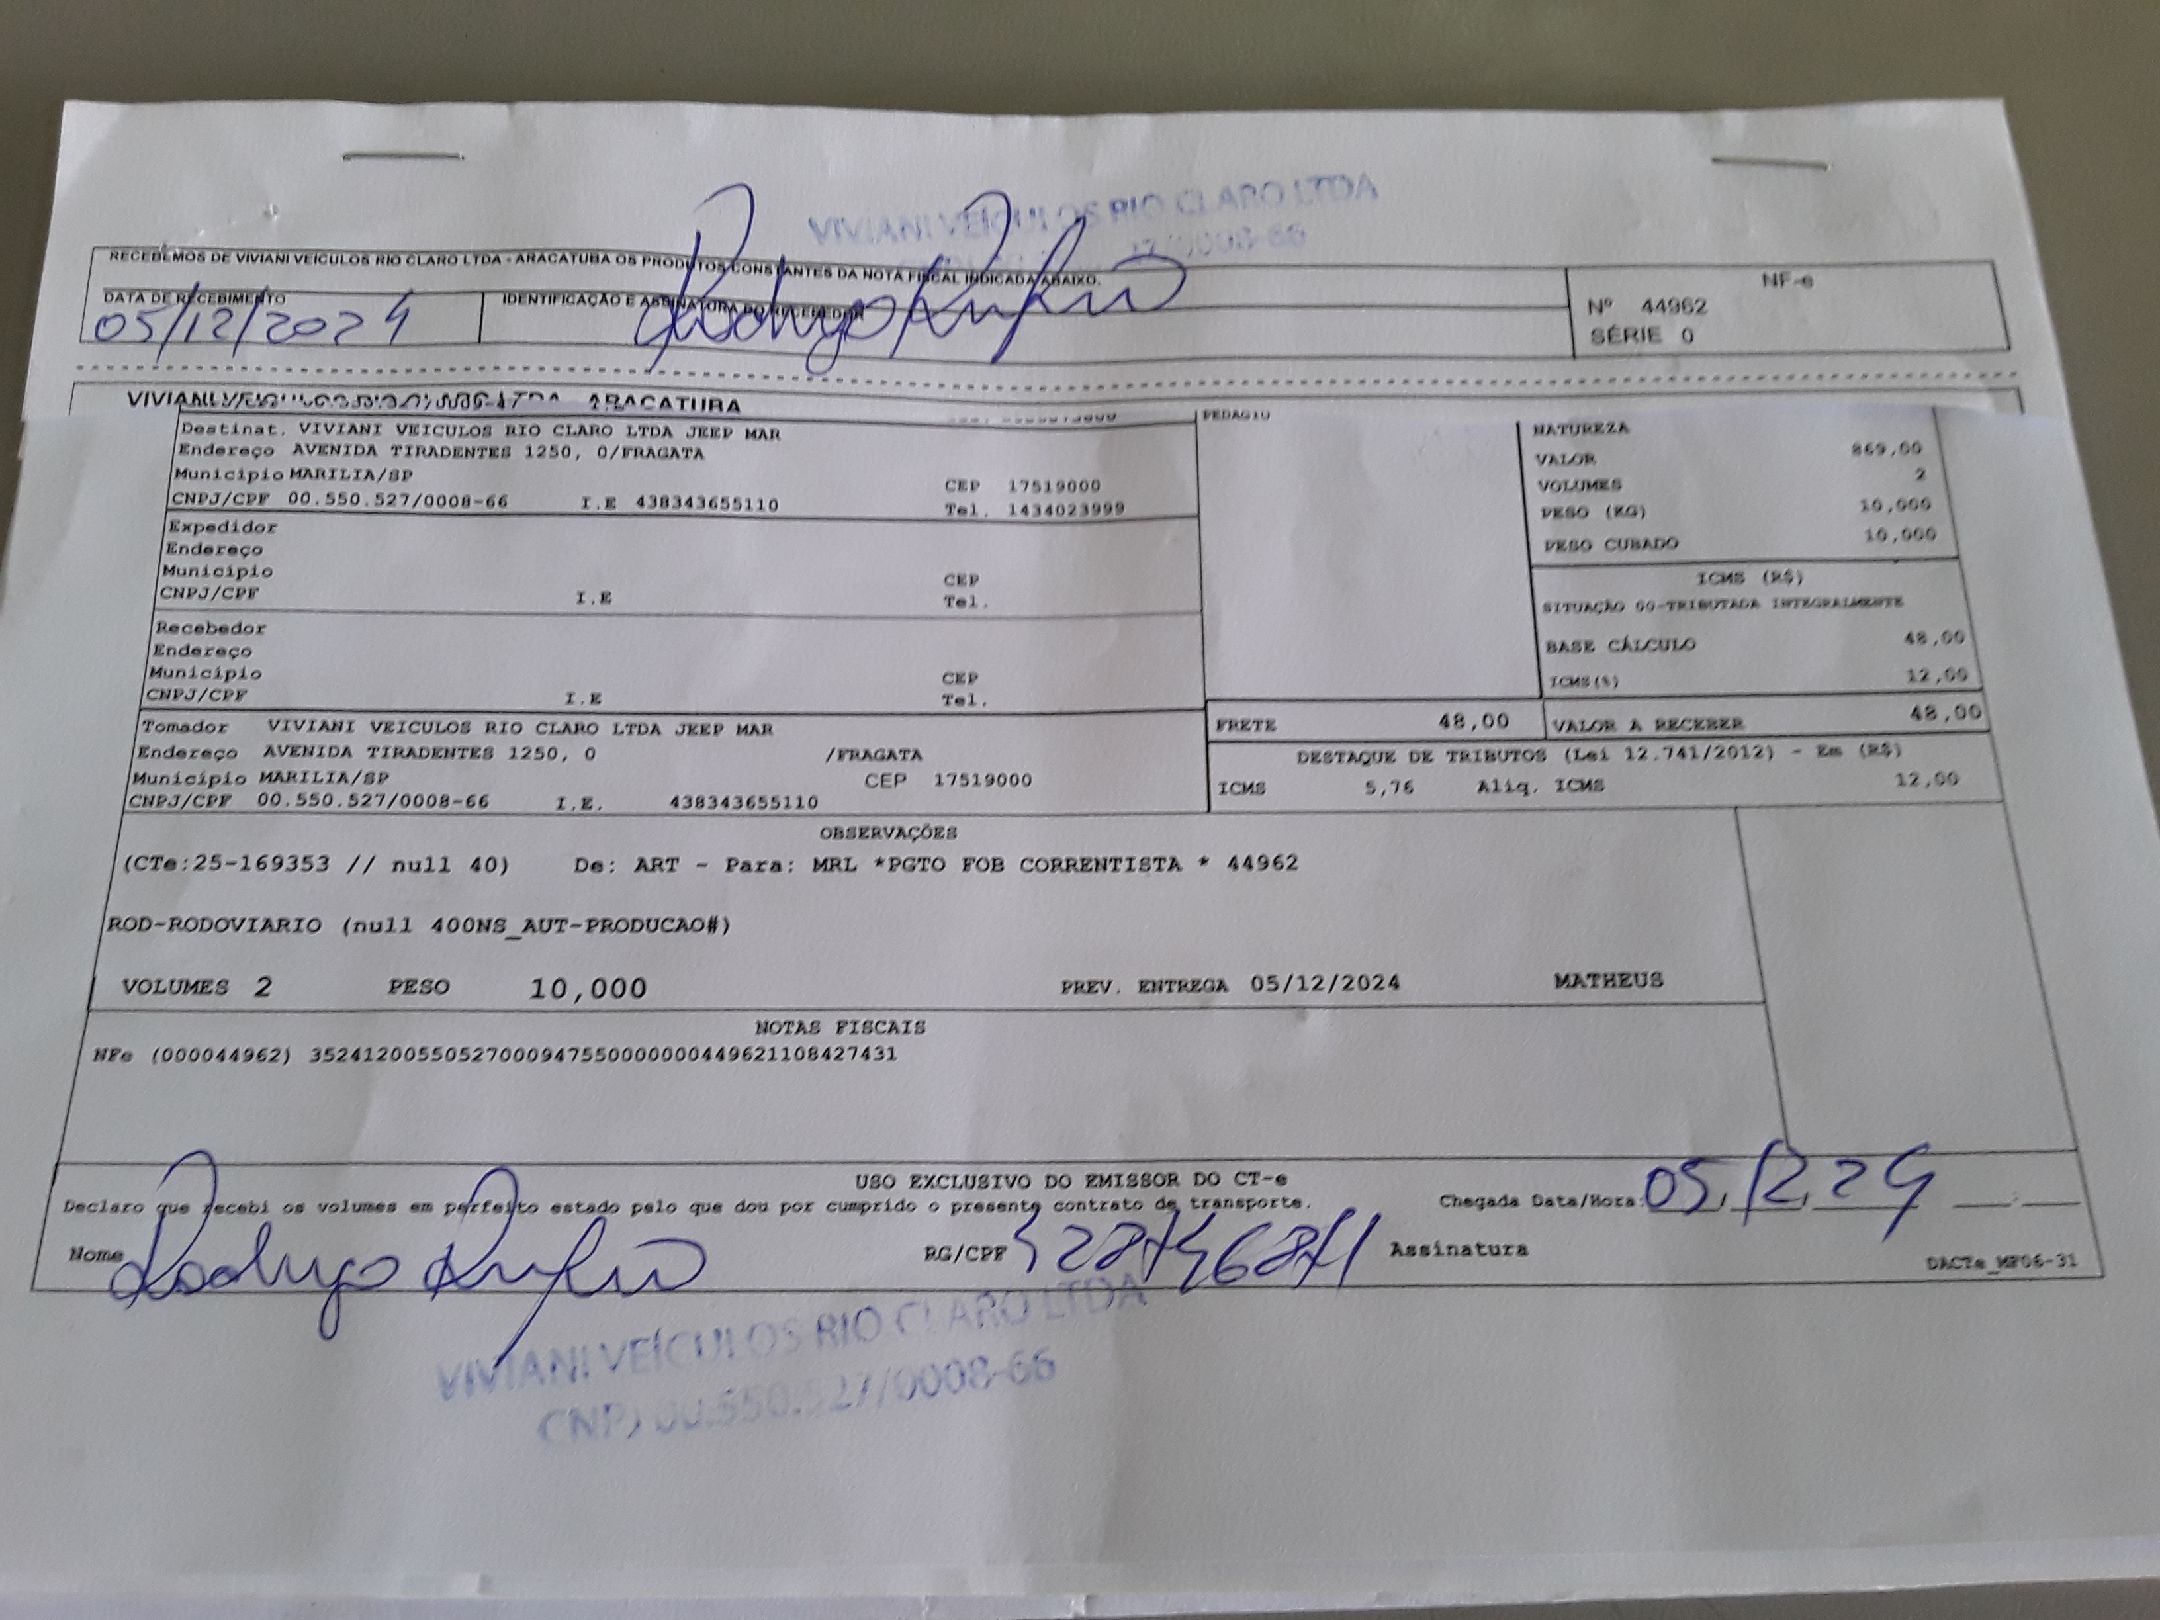 VIVIANI VEICULOS RIO CLARO LTDA
/0008-66
RECEBEMOS DE VIVIANI VEICULOS RIO CLARO LTDA - ARACATUBA OS PRODUTOS CONSTANTES DA NOTA FISCAL INDICADA ABAIXO.
NF-e
DATA DE RECEBIMENTO
IDENTIFICAÇÃO E ASSINATURA DO RECEBEDOR
Nº 44962
05/12/2024
SÉRIE 0
ARACATUBA
PEDAGIO
Destinat. VIVIANI VEICULOS RIO CLARO LTDA JEEP MAR
NATUREZA
Endereço AVENIDA TIRADENTES 1250, 0/FRAGATA
VALOR 869,00
Municipio MARILIA/SP CEP 17519000
VOLUMES 2
CNPJ/CPF 00.550.527/0008-66 I.E 438343655110 Tel. 1434023999
PESO (KG) 10,000
Expedidor
PESO CUBADO 10,000
Endereço
Municipio CEP
ICMS (R$)
CNPJ/CPF I.E Tel.
SITUAÇÃO 00-TRIBUTADA INTEGRALMENTE
Recebedor
BASE CÁLCULO 48,00
Endereço
Municipio CEP
ICMS(%) 12,00
CNPJ/CPF I.E Tel.
Tomador VIVIANI VEICULOS RIO CLARO LTDA JEEP MAR
FRETE 48,00 VALOR A RECEBER 48,00
Endereço AVENIDA TIRADENTES 1250, 0 /FRAGATA
DESTAQUE DE TRIBUTOS (Lei 12.741/2012) - Em (R$)
Municipio MARILIA/SP CEP 17519000
ICMS 5,76 Aliq. ICMS 12,00
CNPJ/CPF 00.550.527/0008-66 I.E. 438343655110
OBSERVAÇÕES
(CTe:25-169353 // null 40) De: ART - Para: MRL *PGTO FOB CORRENTISTA * 44962
ROD-RODOVIARIO (null 400NS_AUT-PRODUCAO#)
VOLUMES 2 PESO 10,000 PREV. ENTREGA 05/12/2024 MATHEUS
NOTAS FISCAIS
NFe (000044962) 35241200550527000947550000000449621108427431
USO EXCLUSIVO DO EMISSOR DO CT-e
Declaro que recebi os volumes em perfeito estado pelo que dou por cumprido o presente contrato de transporte. Chegada Data/Hora: 05/12/24
Nome Rodrigo RG/CPF Assinatura
DACTe_MF06-31
VIVIANI VEÍCULOS RIO CLARO LTDA
CNPJ 00.550.527/0008-66